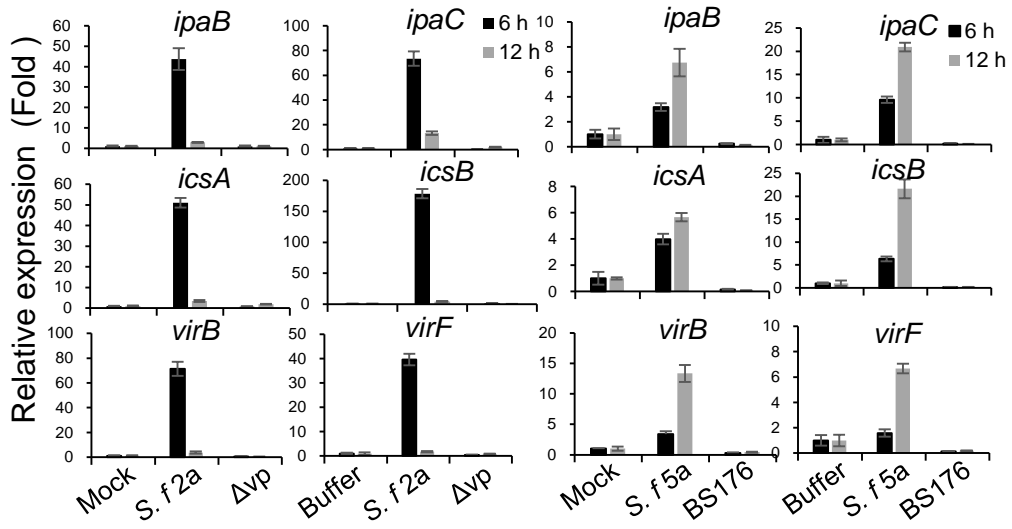 Relative expression (Fold )
ipaB
60
50
40
30
20
10
0
ipaC
100
80
60
40
20
0
6 h
12 h
ipaB
10
8
6
4
2
0
ipaC
25
20
15
10
5
0
6 h
12 h
icsA
60
50
40
30
20
10
0
icsB
200
150
100
50
0
icsA
8
6
4
2
0
icsB
25
20
15
10
5
0
virB
100
80
60
40
20
0
Mock
S. f 2a
Δvp
virF
50
40
30
20
10
0
Buffer
S. f 2a
Δvp
virB
20
15
10
5
0
Mock
S. f 5a
BS176
virF
10
8
6
4
2
0
Buffer
S. f 5a
BS176